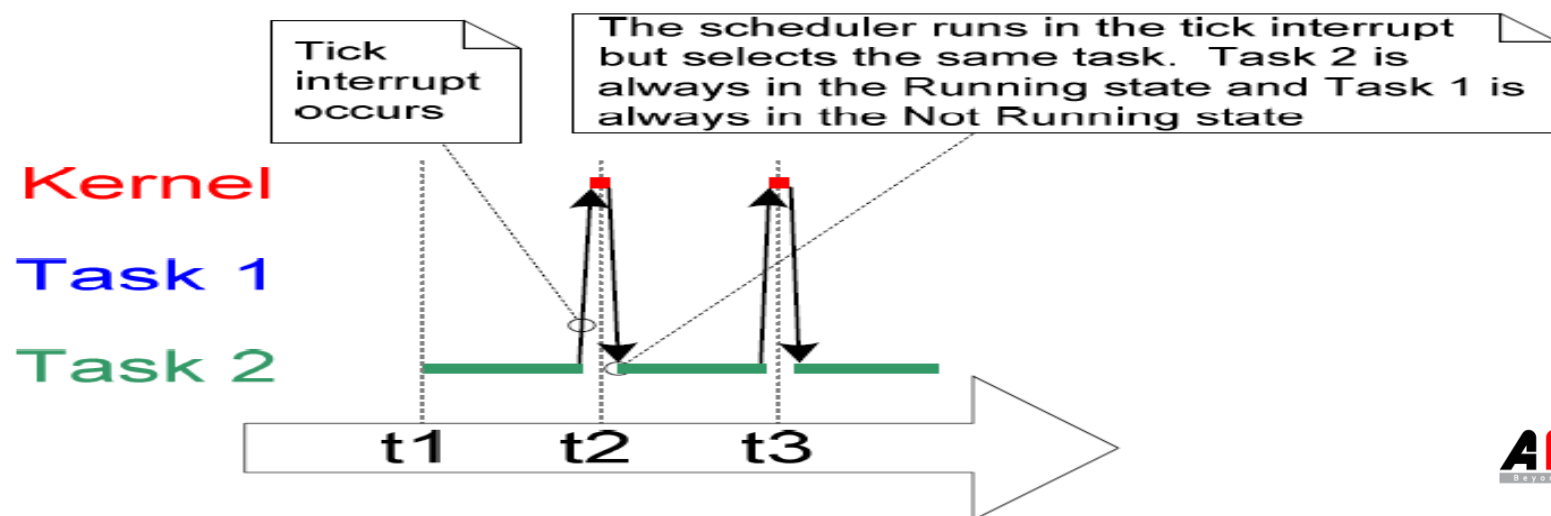 Tick
interrupt
occurs
The scheduler runs in the tick interrupt
but selects the same task. Task 2 is
always in the Running state and Task 1 is
always in the Not Running state
Kernel
Task 1
Task 2
t1 t2 t3